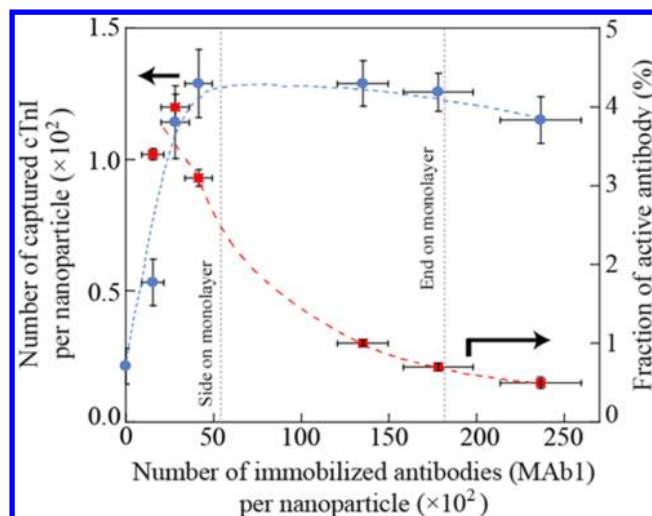 1.5
1.0
0.5
0.0
Number of captured cTnI
per nanoparticle (×10²)
Side on monolayer
End on monolayer
5
4
3
2
1
0
Fraction of active antibody (%)
0 50 100 150 200 250
Number of immobilized antibodies (MAb1)
per nanoparticle (×10²)